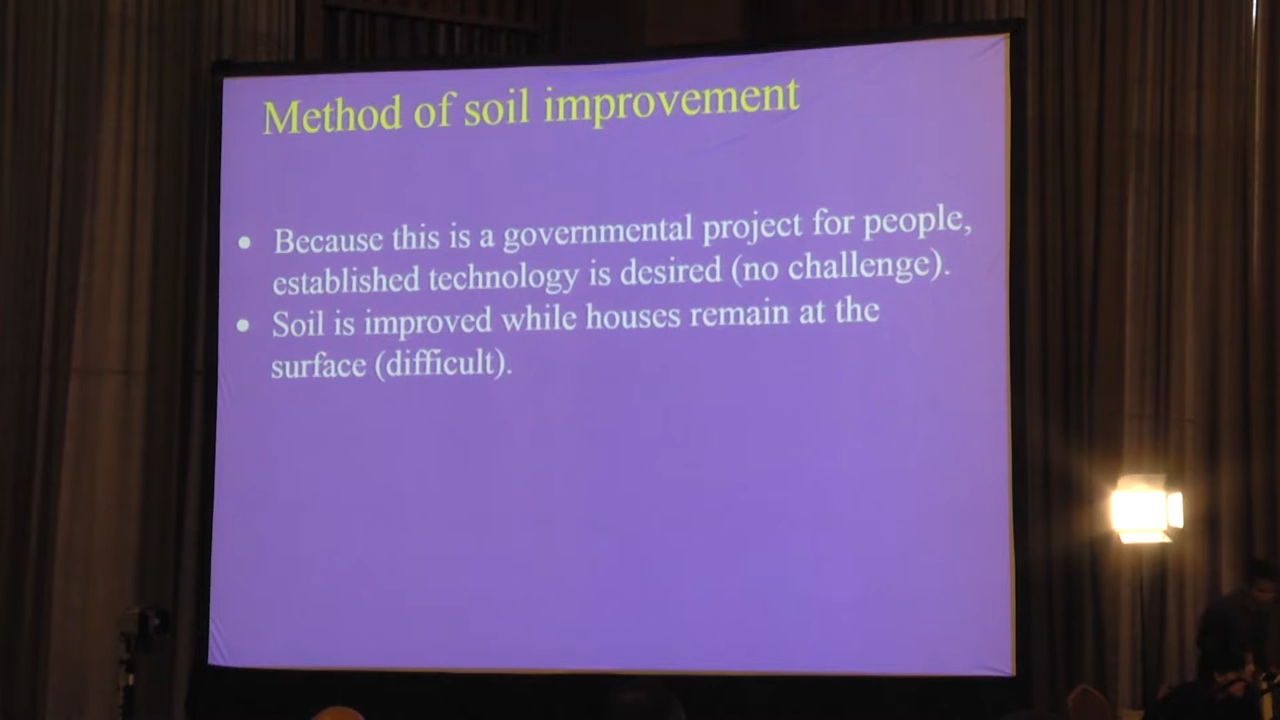 Method of soil improvement
• Because this is a governmental project for people,
established technology is desired (no challenge).
• Soil is improved while houses remain at the
surface (difficult).